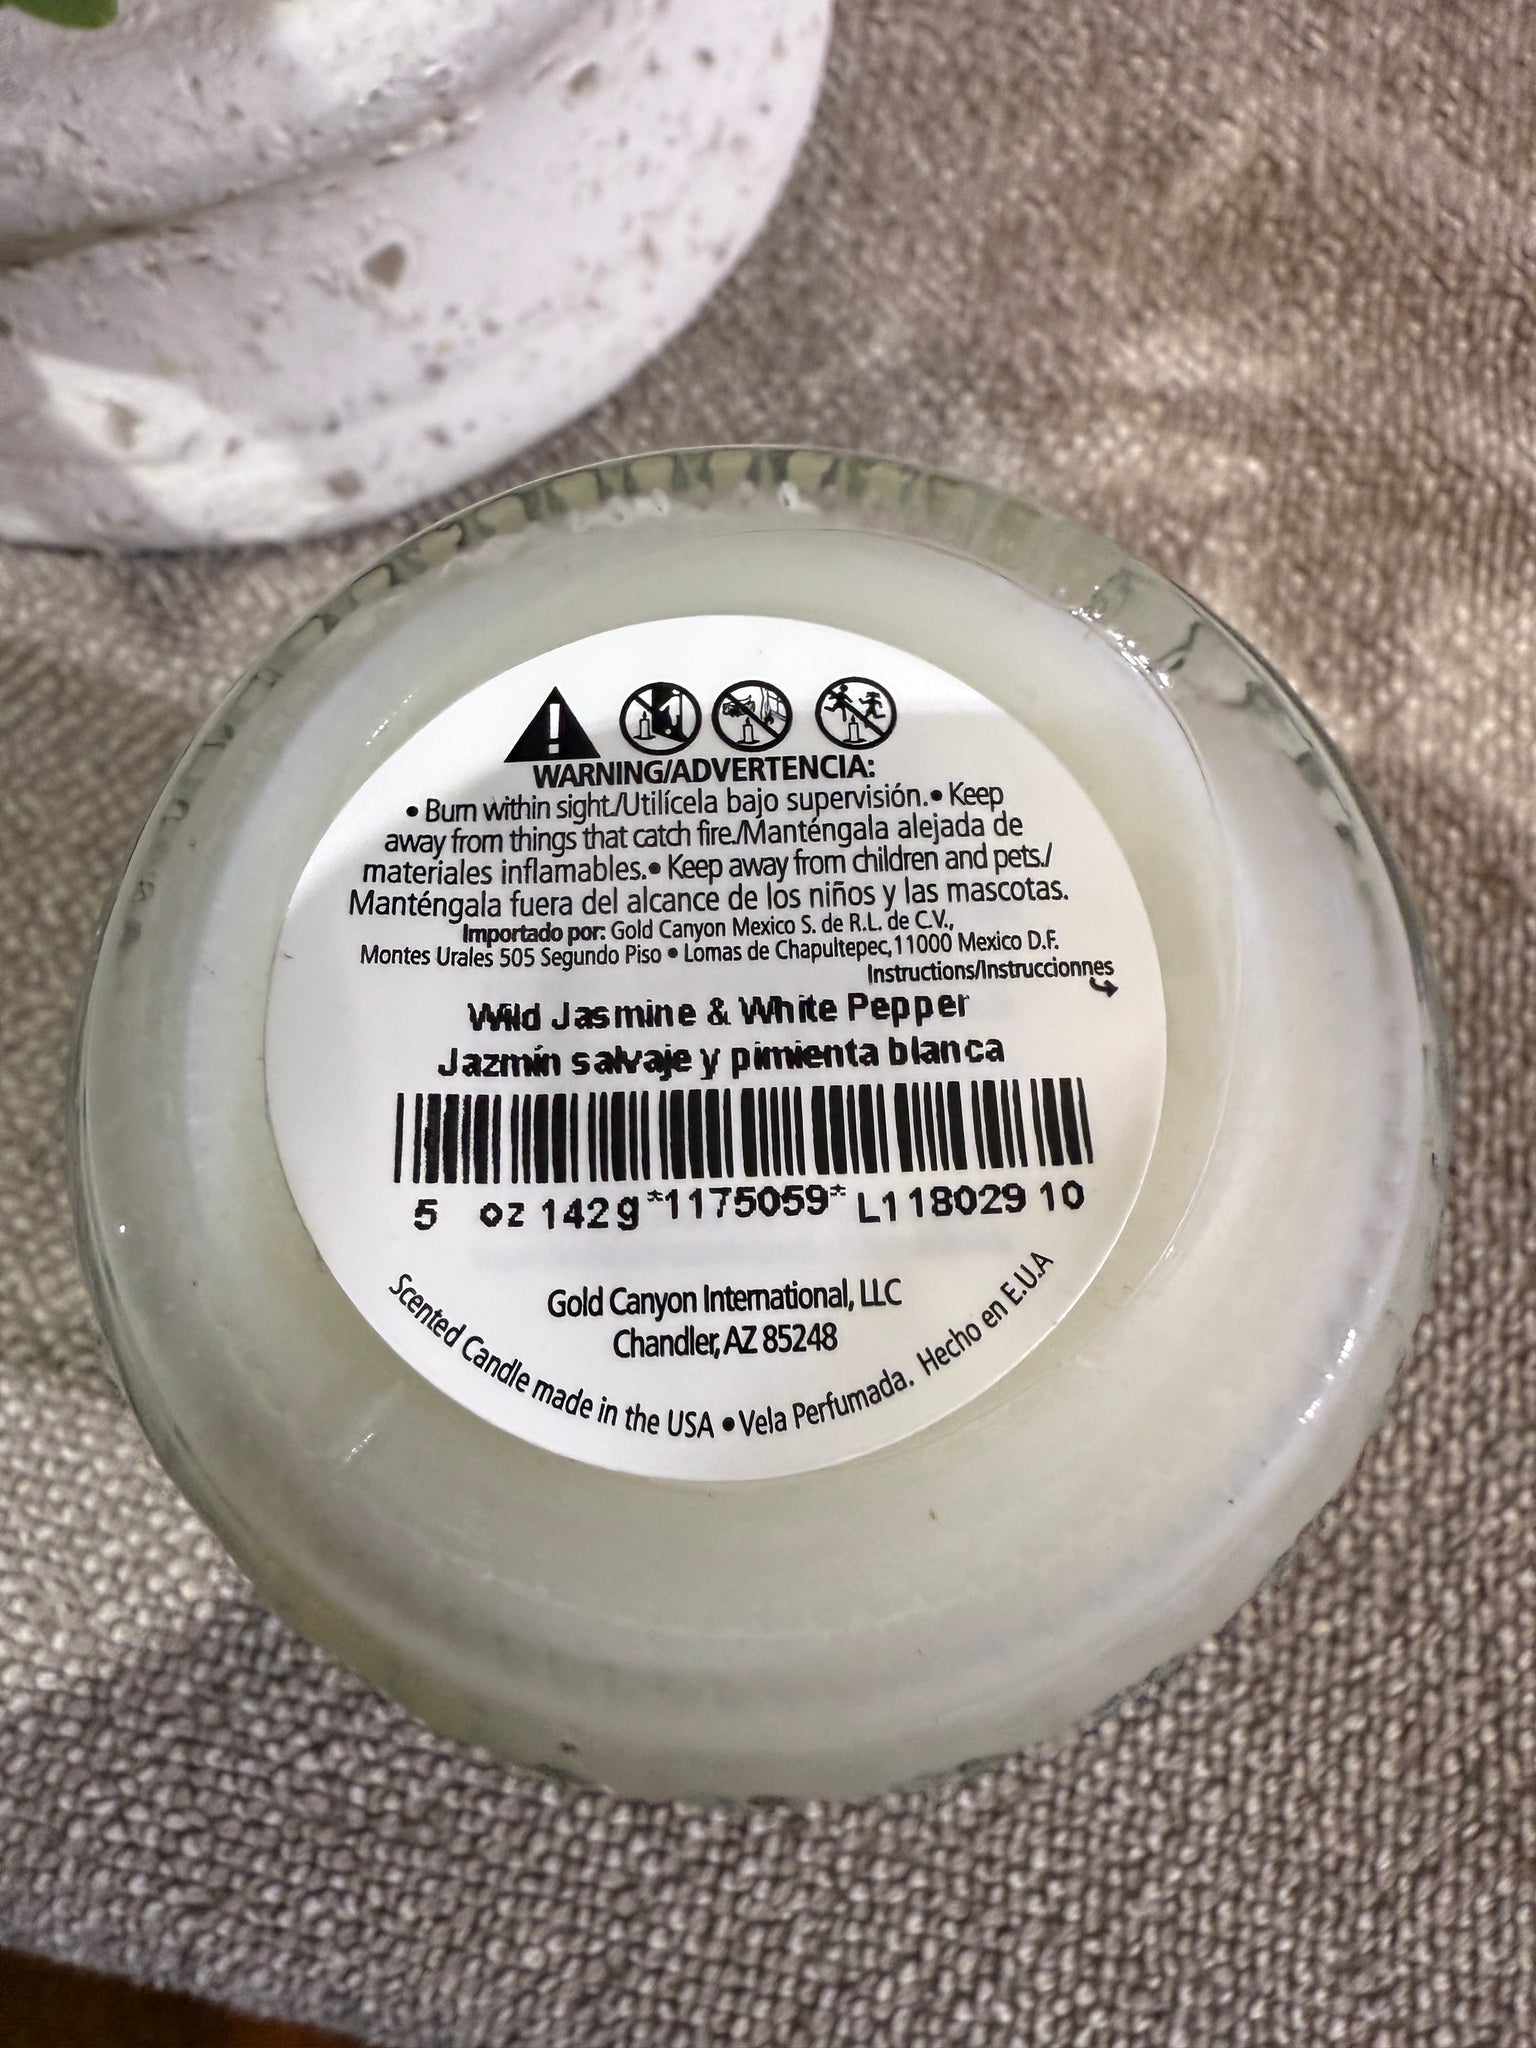 WARNING/ADVERTENCIA:
• Burn within sight./Utilícela bajo supervisión.• Keep
away from things that catch fire./Manténgala alejada de
materiales inflamables.• Keep away from children and pets./
Manténgala fuera del alcance de los niños y las mascotas.
Importado por: Gold Canyon Mexico S. de R.L. de C.V.,
Montes Urales 505 Segundo Piso • Lomas de Chapultepec, 11000 Mexico D.F.
Instructions/Instruccionnes
Wild Jasmine & White Pepper
Jazmín salvaje y pimienta blanca
5 oz 142g *1175059* L118029 10
Gold Canyon International, LLC
Chandler, AZ 85248
Scented Candle made in the USA • Vela Perfumada. Hecho en E.U.A